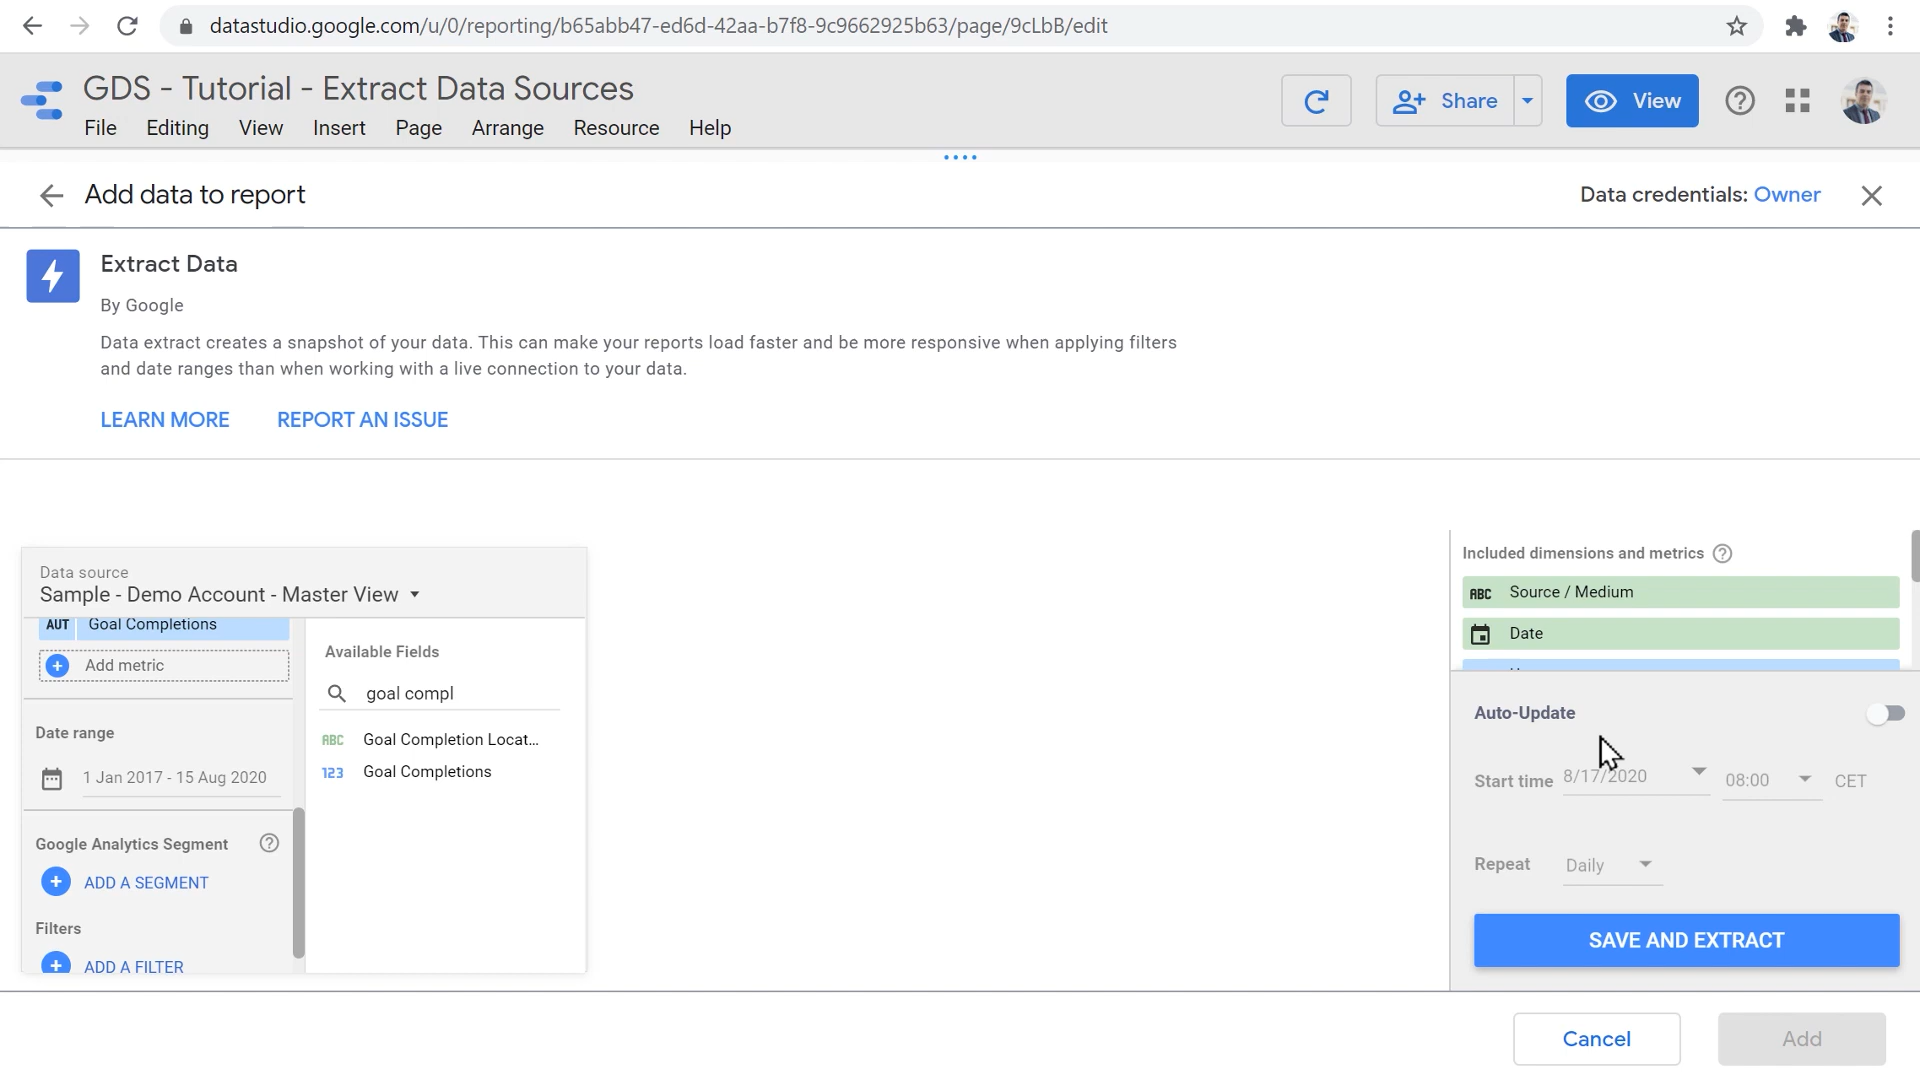 datastudio.google.com/u/0/reporting/b65abb47-ed6d-42aa-b7f8-9c9662925b63/page/9cLbB/edit
GDS - Tutorial - Extract Data Sources
File Editing View Insert Page Arrange Resource Help
Share
View
Add data to report
Data credentials: Owner
Extract Data
By Google
Data extract creates a snapshot of your data. This can make your reports load faster and be more responsive when applying filters
and date ranges than when working with a live connection to your data.
LEARN MORE REPORT AN ISSUE
Data source
Sample - Demo Account - Master View
AUT Goal Completions
Add metric
Date range
1 Jan 2017 - 15 Aug 2020
Google Analytics Segment
ADD A SEGMENT
Filters
ADD A FILTER
Available Fields
goal compl
ABC Goal Completion Locat...
123 Goal Completions
Included dimensions and metrics
ABC Source / Medium
Date
Auto-Update
Start time 8/17/2020 08:00 CET
Repeat Daily
SAVE AND EXTRACT
Cancel Add